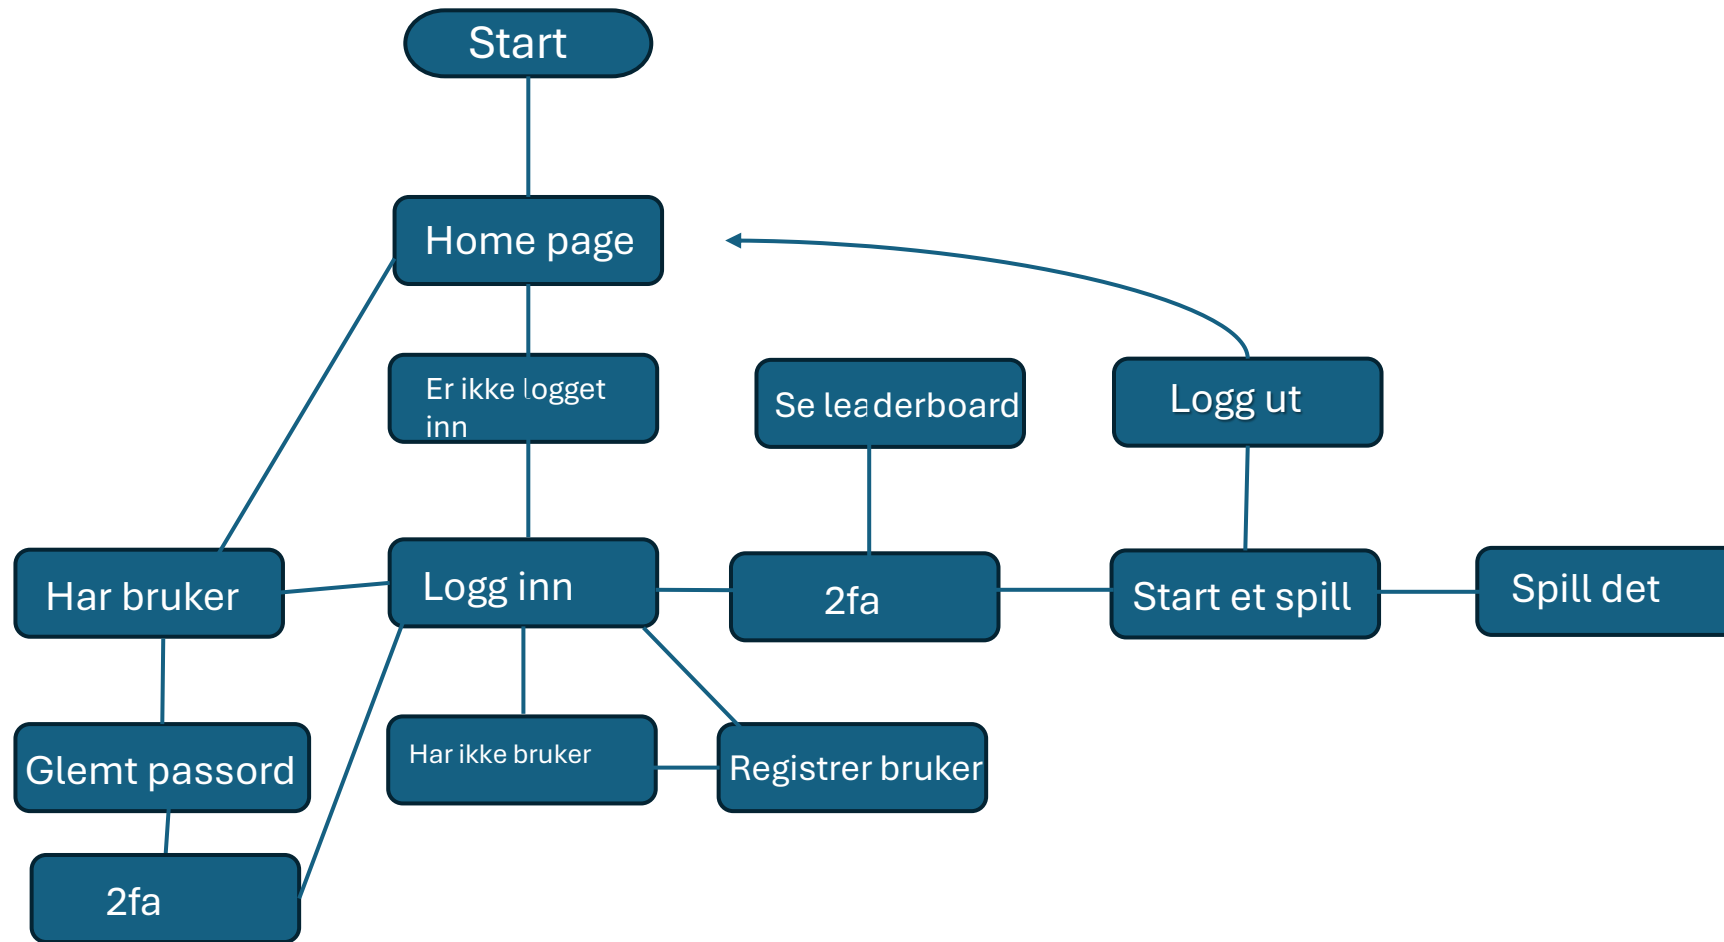 Start
Home page
Er ikke logget
inn
Se leaderboard
Logg ut
Har bruker
Logg inn
2fa
Start et spill
Spill det
Glemt passord
Har ikke bruker
Registrer bruker
2fa